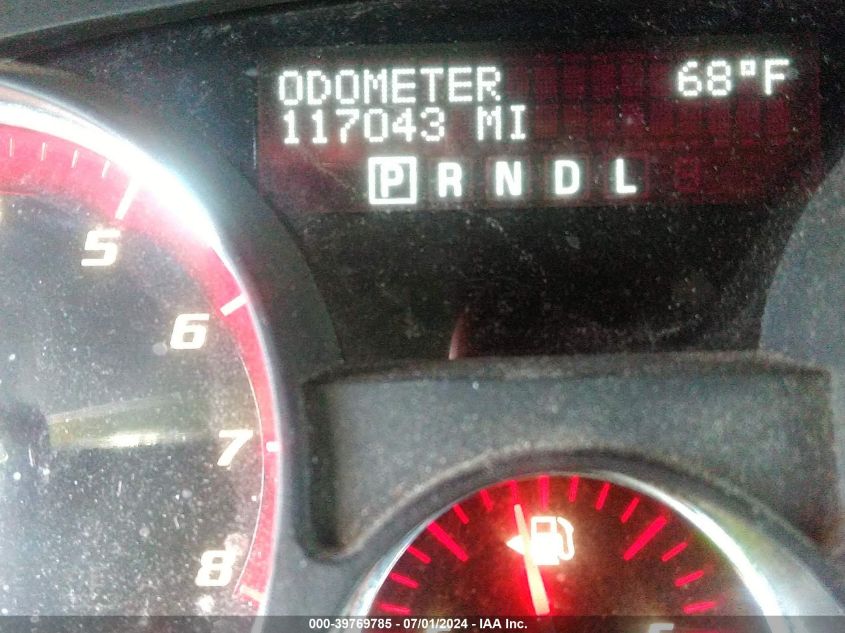 ODOMETER 68°F
117043 MI
P R N D L
5
6
7
8
000-39769785 - 07/01/2024 - IAA Inc.